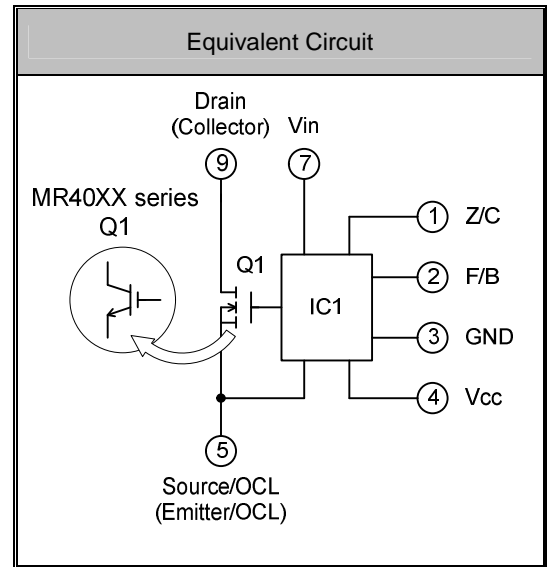 Equivalent Circuit
Drain
(Collector)
Vin
9
7
MR40XX series
Q1
1
Z/C
Q1
2
F/B
IC1
3
GND
4
Vcc
5
Source/OCL
(Emitter/OCL)